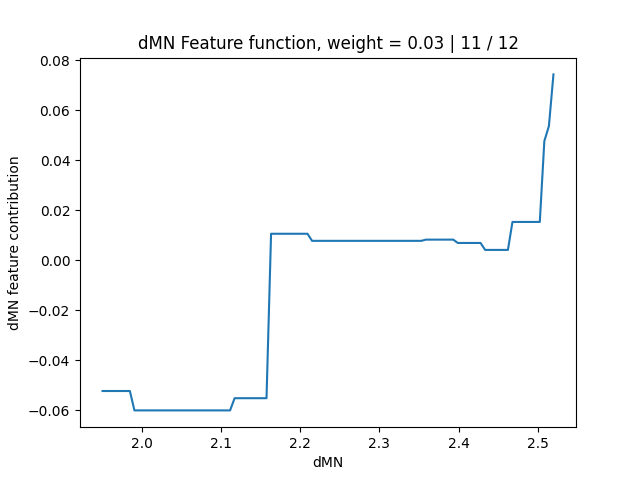 dMN Feature function, weight = 0.03 | 11 / 12
0.08
0.06
0.04
0.02
0.00
−0.02
−0.04
−0.06
dMN feature contribution
2.0 2.1 2.2 2.3 2.4 2.5
dMN